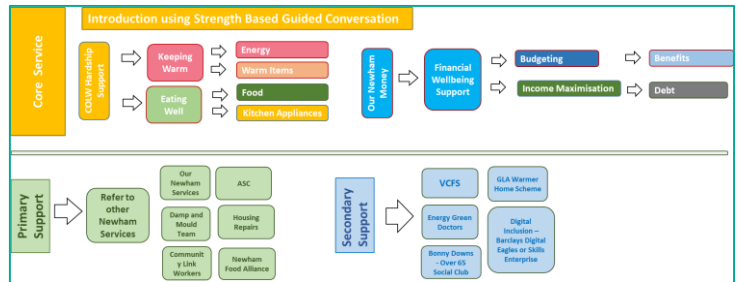 Introduction using Strength Based Guided Conversation
Core Service
COLW Hardship
Support
Keeping
Warm
Energy
Warm Items
Eating
Well
Food
Kitchen Appliances
Our Newham
Money
Financial
Wellbeing
Support
Budgeting
Benefits
Income Maximisation
Debt
Primary
Support
Refer to
other
Newham
Services
Our
Newham
Services
ASC
Damp and
Mould
Team
Housing
Repairs
Communit
y Link
Workers
Newham
Food Alliance
Secondary
Support
VCFS
GLA Warmer
Home Scheme
Energy Green
Doctors
Digital
Inclusion –
Barclays Digital
Eagles or Skills
Enterprise
Bonny Downs
- Over 65
Social Club